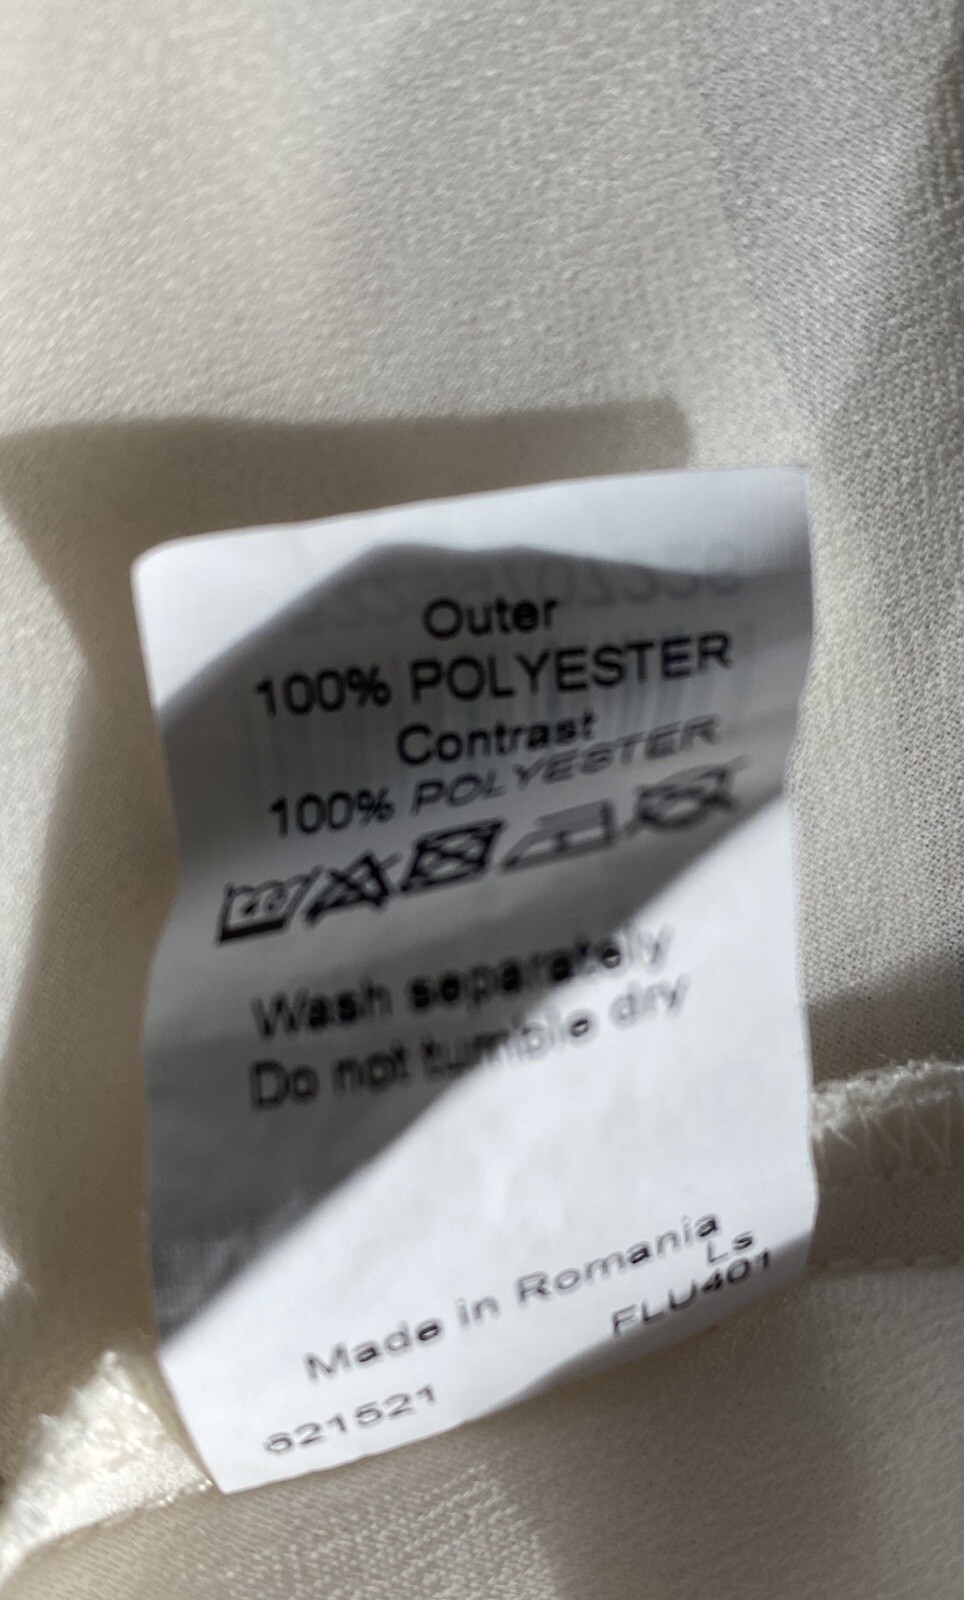 Outer
100% POLYESTER
Contrast
100% POLYESTER
Wash separately
Do not tumble dry
Made in Romania
Ls
FLU401
621521